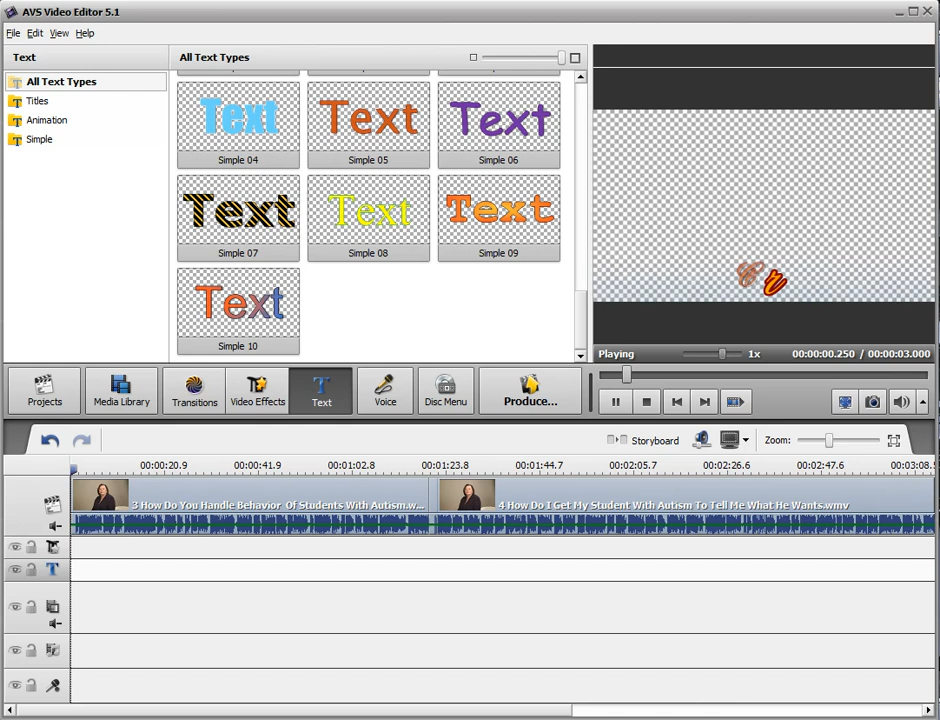 AVS Video Editor 5.1
File Edit View Help
Text
All Text Types
All Text Types
Titles
Animation
Simple
Text
Simple 04
Text
Simple 05
Text
Simple 06
Text
Simple 07
Text
Simple 08
Text
Simple 09
Text
Simple 10
Cr
Playing 1x 00:00:00.250 / 00:00:03.000
Projects Media Library Transitions Video Effects Text Voice Disc Menu Produce...
Storyboard Zoom:
00:00:20.9 00:00:41.9 00:01:02.8 00:01:23.8 00:01:44.7 00:02:05.7 00:02:26.6 00:02:47.6 00:03:08.
3 How Do You Handle Behavior Of Students With Autism.w...
4 How Do I Get My Student With Autism To Tell Me What He Wants.wmv
T